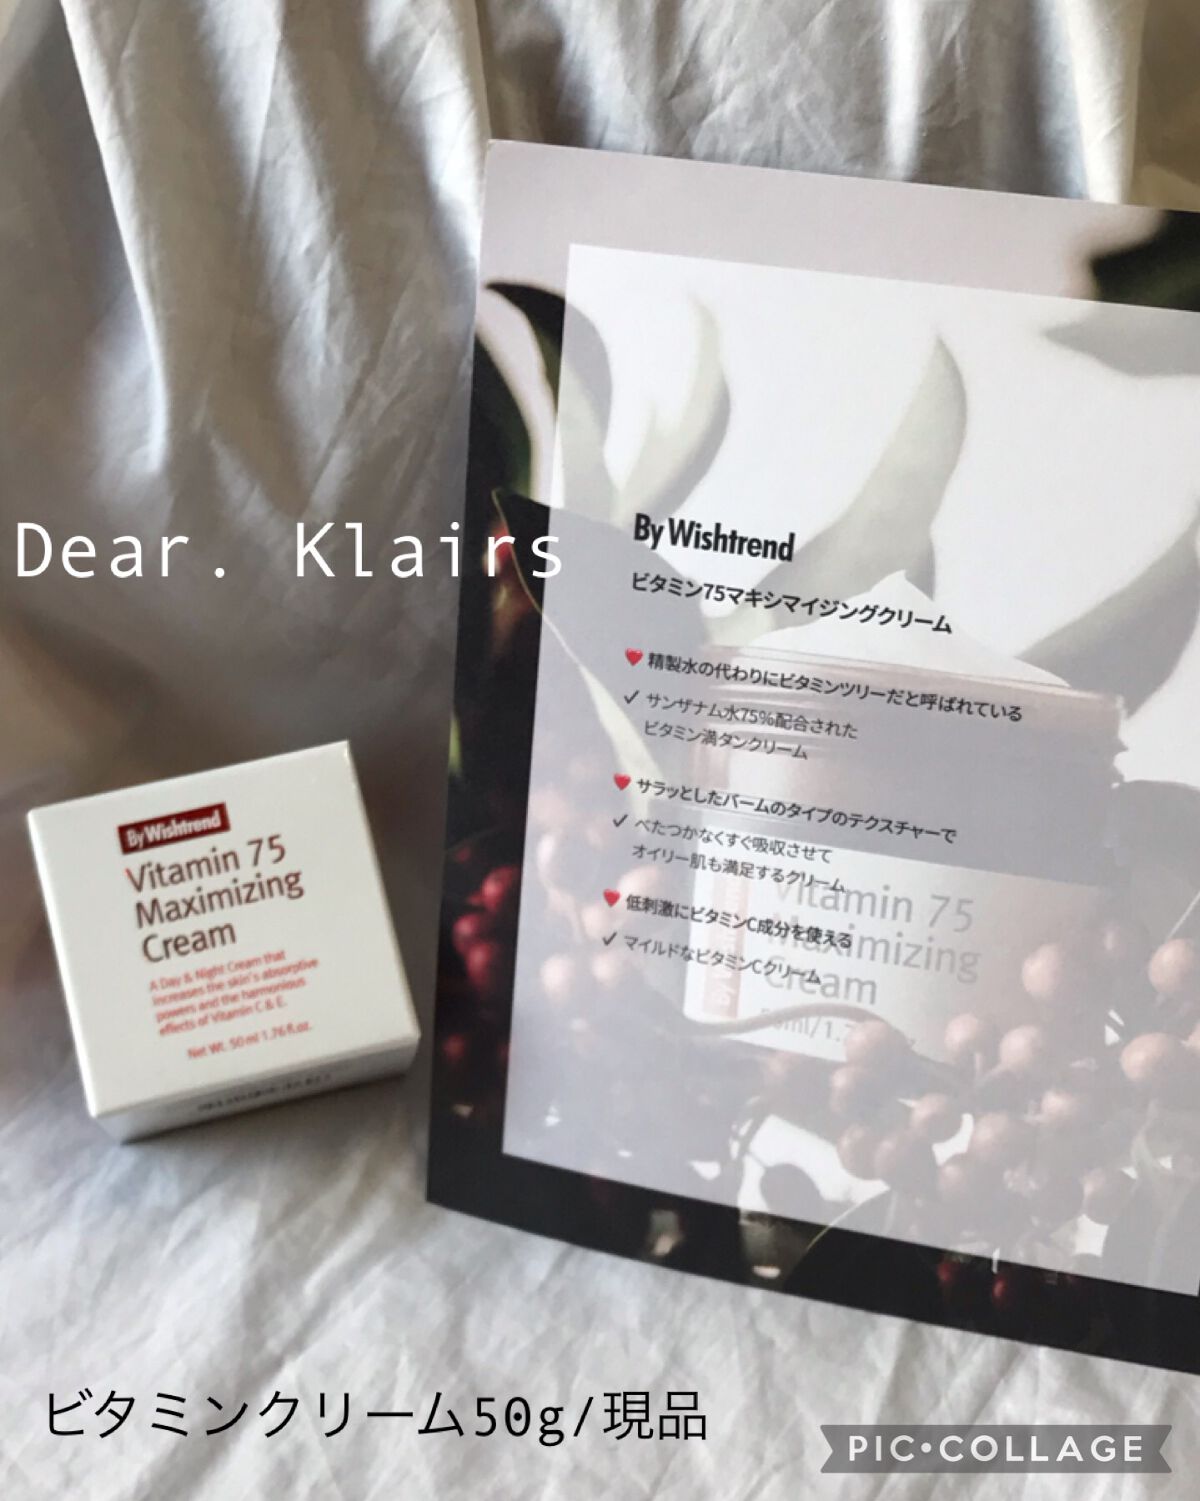 Dear. Klairs
By Wishtrend
ビタミン75マキシマイジングクリーム
精製水の代わりにビタミンツリーだと呼ばれている
✓ サンザナム水75%配合された
ビタミン満タンクリーム
サラッとしたバームのタイプのテクスチャーで
✓ べたつかなくすぐ吸収させて
オイリー肌も満足するクリーム
低刺激にビタミンC成分を使える
✓ マイルドなビタミンCクリーム
Vitamin 75
Maximizing
Cream
By Wishtrend
Vitamin 75
Maximizing
Cream
A Day & Night Cream that
increases the skin's absorptive
powers and the harmonious
effects of Vitamin C & E.
Net Wt. 50ml 1.76 fl.oz.
ビタミンクリーム50g/現品
PIC•COLLAGE